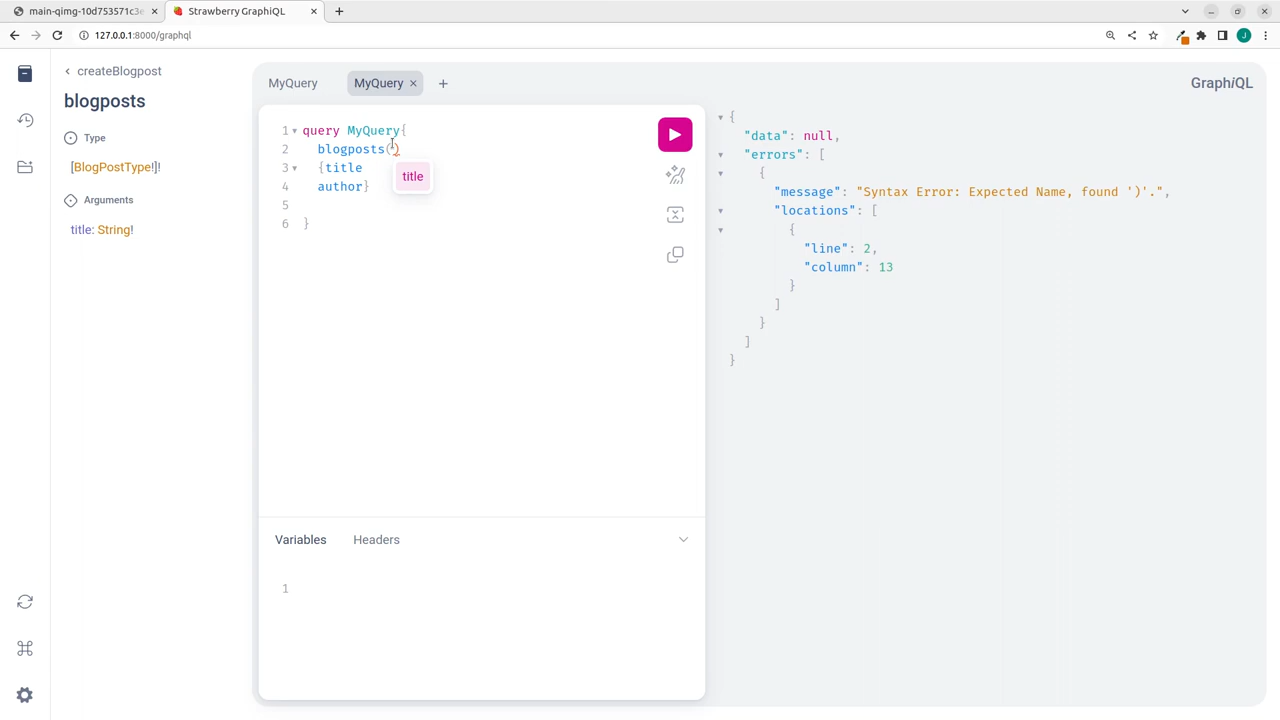 main-qimg-10d753571c3e
Strawberry GraphiQL
127.0.0.1:8000/graphql
J
createBlogpost
blogposts
Type
[BlogPostType!]!
Arguments
title: String!
MyQuery
MyQuery
GraphiQL
1 query MyQuery{
2 blogposts()
3 {title
4 author}
5
6 }
title
{
"data": null,
"errors": [
{
"message": "Syntax Error: Expected Name, found ')'.",
"locations": [
{
"line": 2,
"column": 13
}
]
}
]
}
Variables
Headers
1